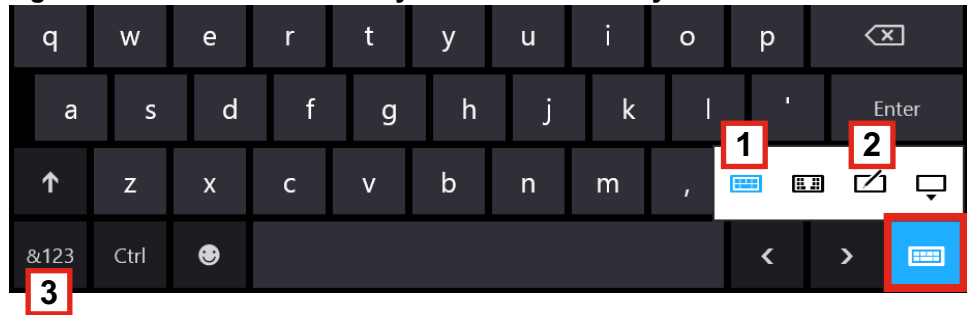 q w e r t y u i o p
a s d f g h j k l ' Enter
1 2
z x c v b n m ,
&123 Ctrl < >
3